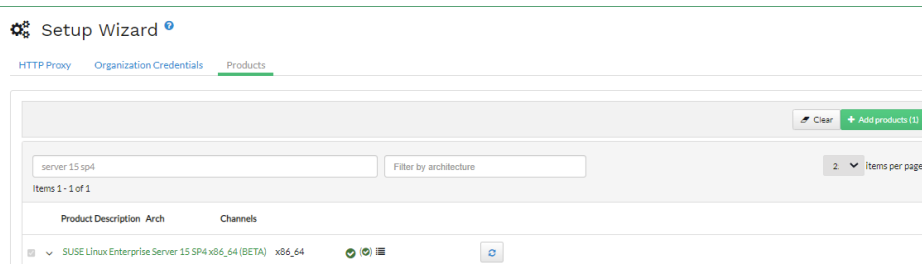 Setup Wizard ?
HTTP Proxy Organization Credentials Products
Clear + Add products (1)
server 15 sp4 Filter by architecture 2 items per page
Items 1 - 1 of 1
Product Description Arch Channels
SUSE Linux Enterprise Server 15 SP4 x86_64 (BETA) x86_64